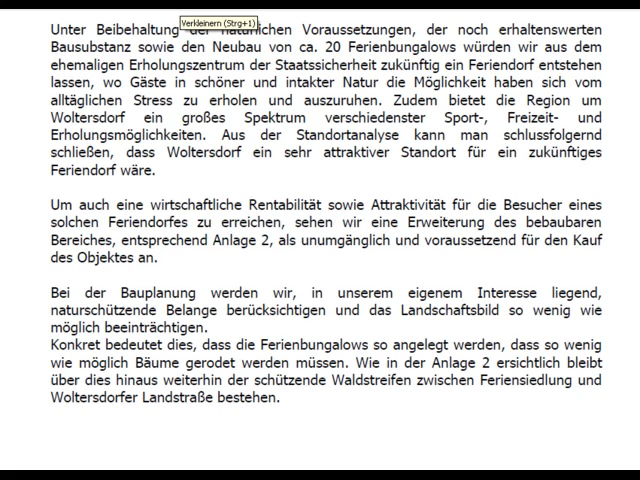 Verkleinern (Strg+1)
Unter Beibehaltung der natürlichen Voraussetzungen, der noch erhaltenswerten
Bausubstanz sowie den Neubau von ca. 20 Ferienbungalows würden wir aus dem
ehemaligen Erholungszentrum der Staatssicherheit zukünftig ein Feriendorf entstehen
lassen, wo Gäste in schöner und intakter Natur die Möglichkeit haben sich vom
alltäglichen Stress zu erholen und auszuruhen. Zudem bietet die Region um
Woltersdorf ein großes Spektrum verschiedenster Sport-, Freizeit- und
Erholungsmöglichkeiten. Aus der Standortanalyse kann man schlussfolgernd
schließen, dass Woltersdorf ein sehr attraktiver Standort für ein zukünftiges
Feriendorf wäre.
Um auch eine wirtschaftliche Rentabilität sowie Attraktivität für die Besucher eines
solchen Feriendorfes zu erreichen, sehen wir eine Erweiterung des bebaubaren
Bereiches, entsprechend Anlage 2, als unumgänglich und voraussetzend für den Kauf
des Objektes an.
Bei der Bauplanung werden wir, in unserem eigenem Interesse liegend,
naturschützende Belange berücksichtigen und das Landschaftsbild so wenig wie
möglich beeinträchtigen.
Konkret bedeutet dies, dass die Ferienbungalows so angelegt werden, dass so wenig
wie möglich Bäume gerodet werden müssen. Wie in der Anlage 2 ersichtlich bleibt
über dies hinaus weiterhin der schützende Waldstreifen zwischen Feriensiedlung und
Woltersdorfer Landstraße bestehen.